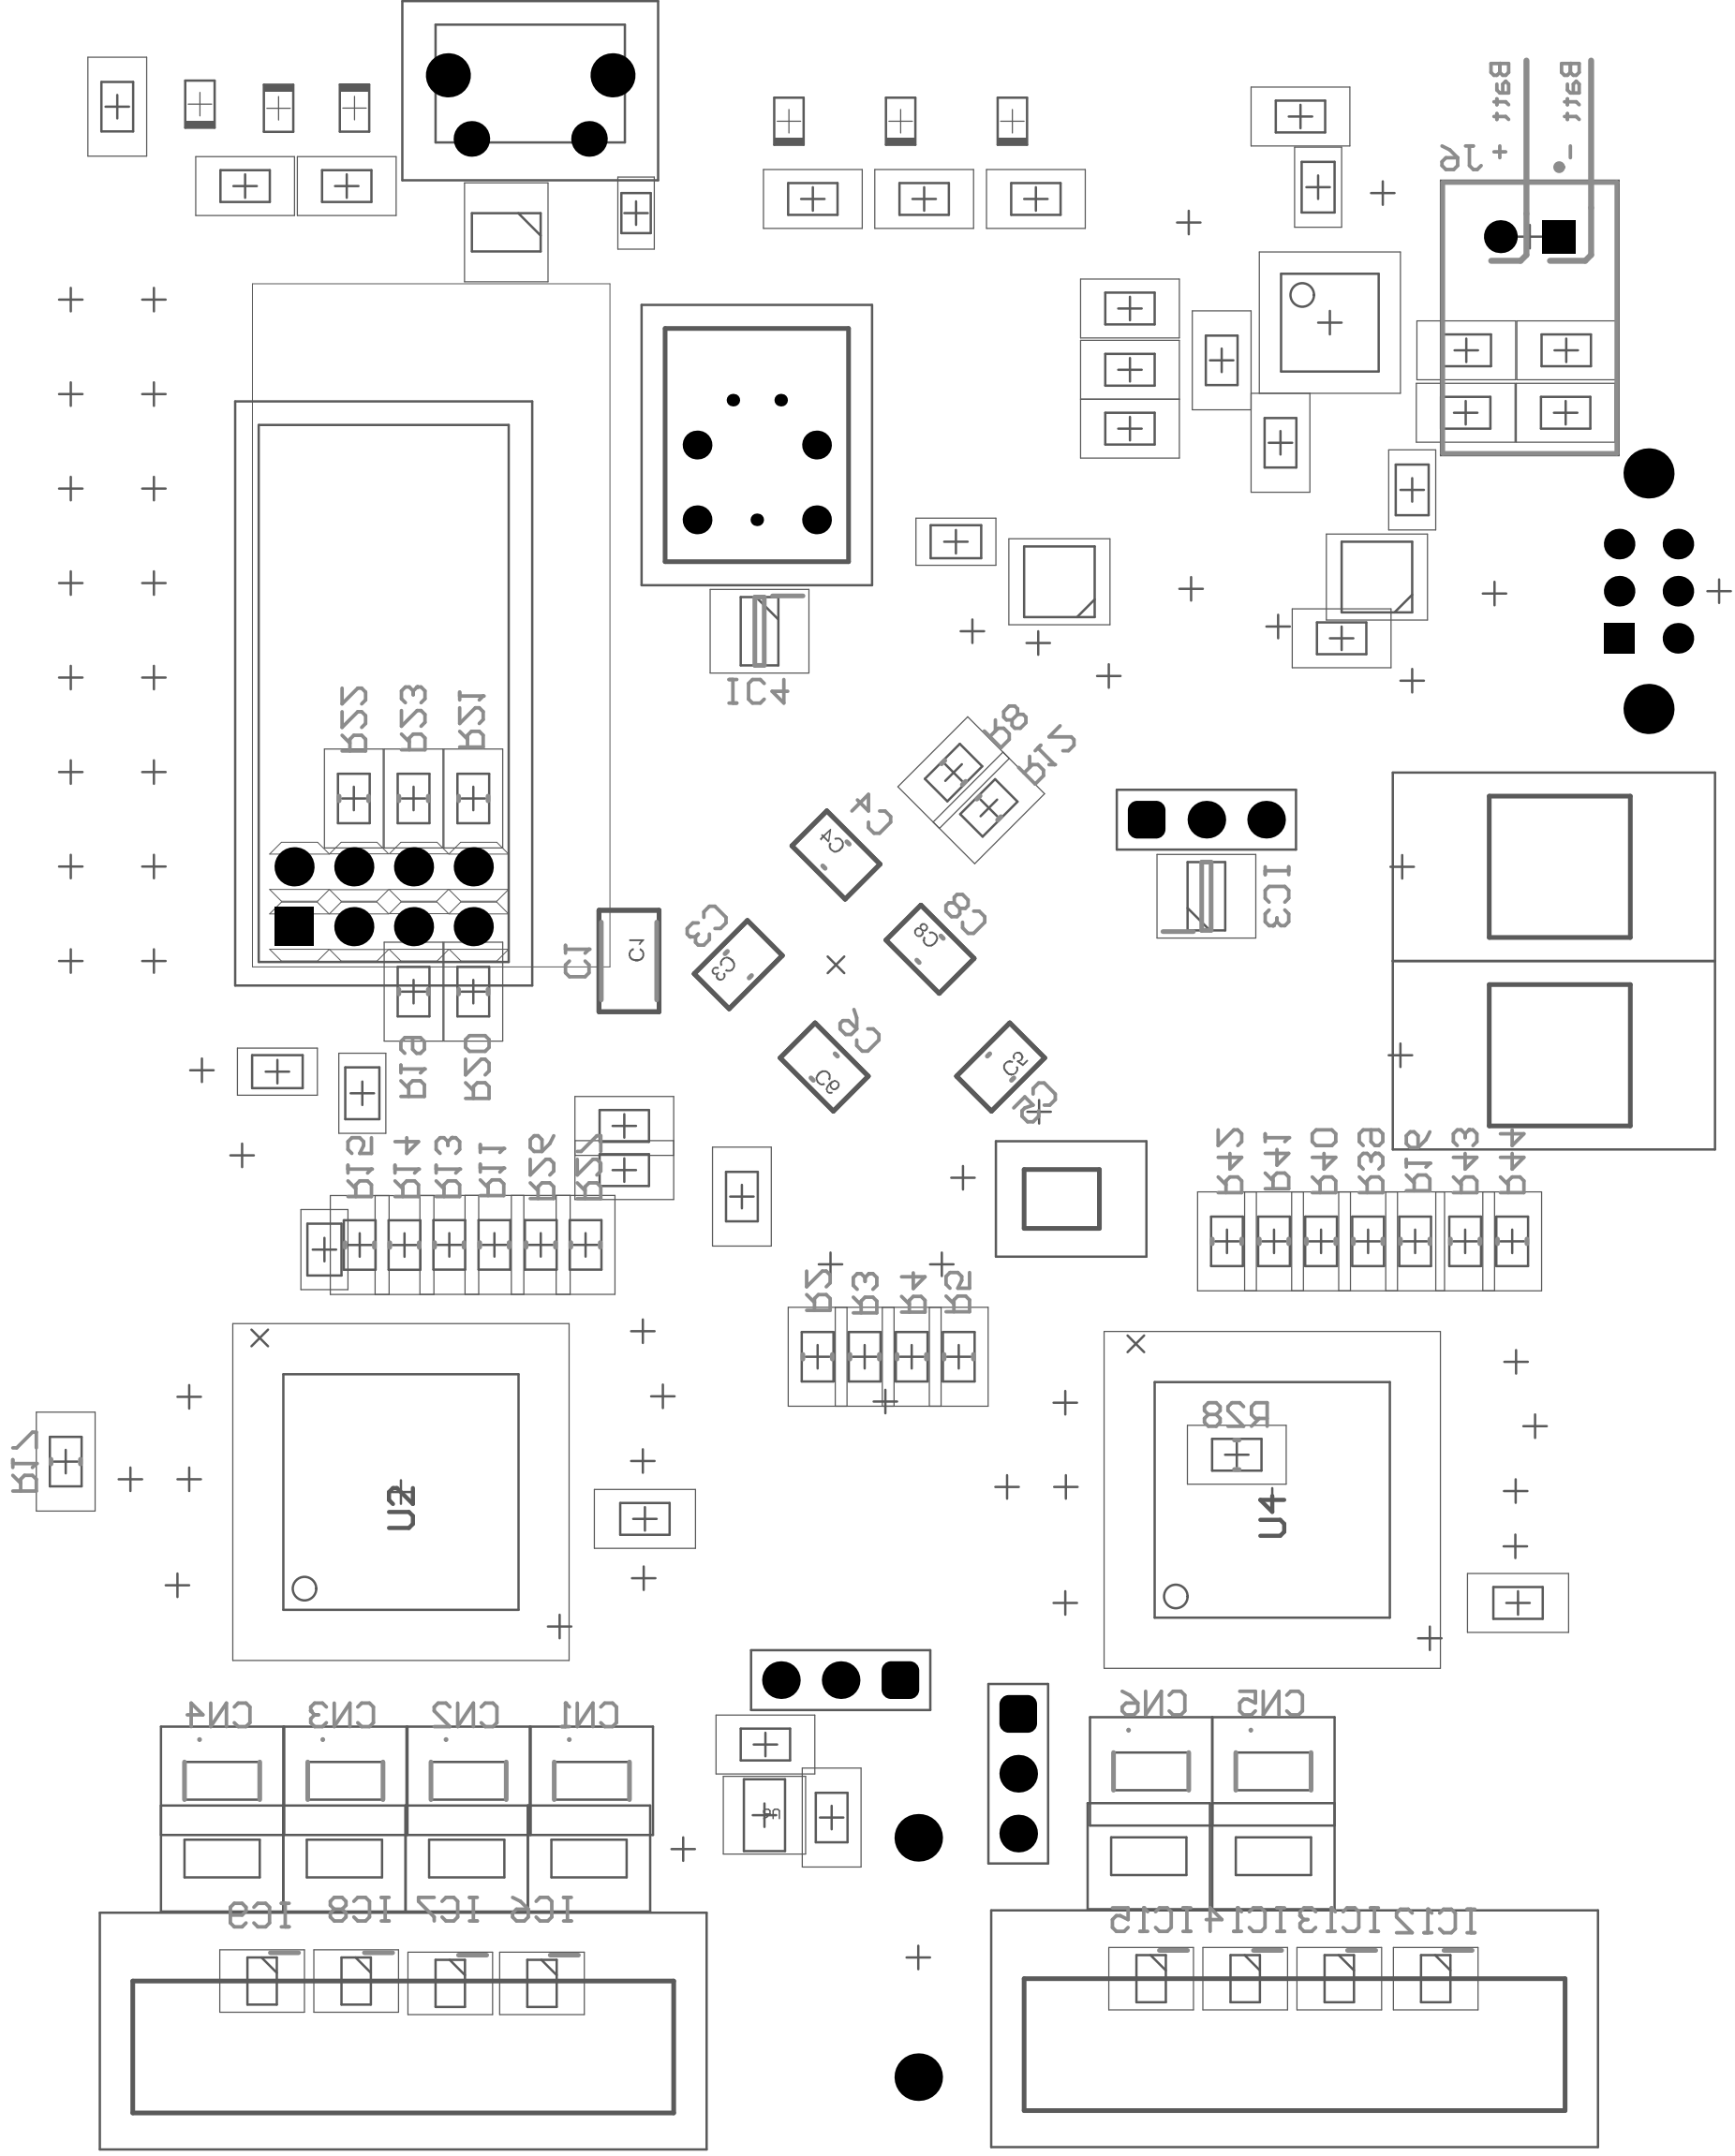 Batt +
Batt -
J6
IC4
R22
R23
R21
R8
R12
C4
C4
C8
C8
C3
C3
C1
C1
IC3
C6
C6
C5
C5
R19
R20
R15
R14
R13
R11
R26
R27
R42
R41
R40
R39
R16
R43
R44
R2
R3
R4
R5
R28
R17
U2
U4
CN4
CN3
CN2
CN1
CN6
CN5
IC9
IC8
IC7
IC6
IC15
IC14
IC13
IC12